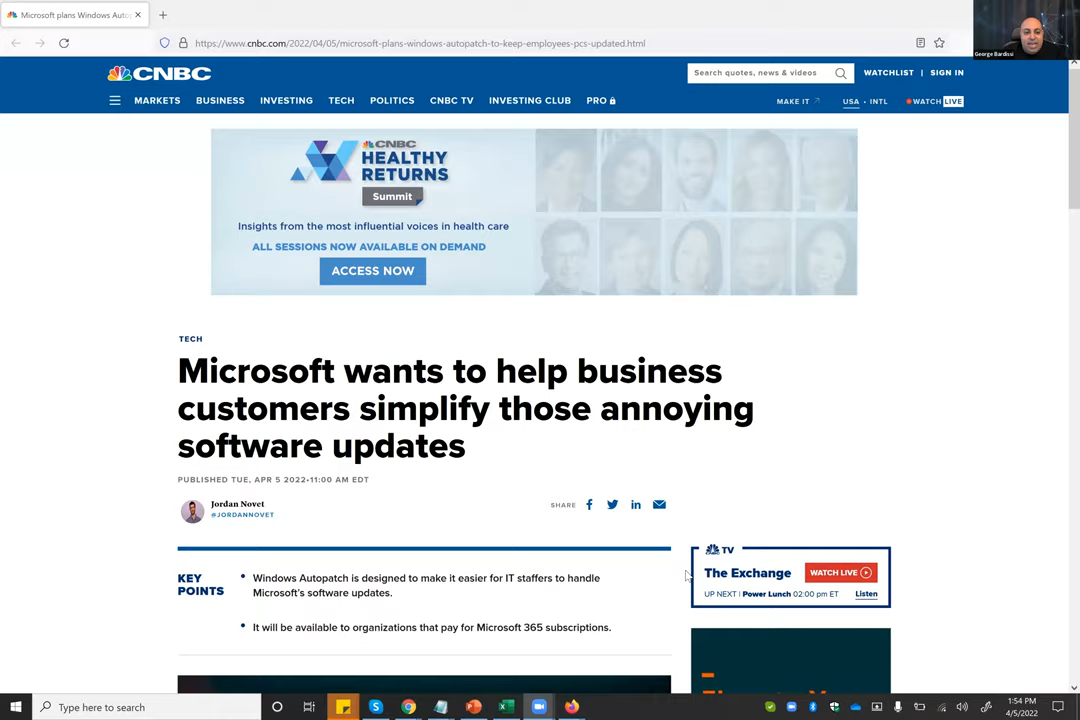 Microsoft plans Windows Auto
https://www.cnbc.com/2022/04/05/microsoft-plans-windows-autopatch-to-keep-employees-pcs-updated.html
George Bardissi
CNBC
Search quotes, news & videos
WATCHLIST | SIGN IN
MARKETS BUSINESS INVESTING TECH POLITICS CNBC TV INVESTING CLUB PRO
MAKE IT USA • INTL WATCH LIVE
CNBC
HEALTHY
RETURNS
Summit
Insights from the most influential voices in health care
ALL SESSIONS NOW AVAILABLE ON DEMAND
ACCESS NOW
TECH
Microsoft wants to help business
customers simplify those annoying
software updates
PUBLISHED TUE, APR 5 2022•11:00 AM EDT
Jordan Novet
@JORDANNOVET
SHARE
KEY
POINTS
• Windows Autopatch is designed to make it easier for IT staffers to handle
Microsoft's software updates.
• It will be available to organizations that pay for Microsoft 365 subscriptions.
CNBC TV
The Exchange
WATCH LIVE
UP NEXT | Power Lunch 02:00 pm ET
Listen
Type here to search
1:54 PM
4/5/2022